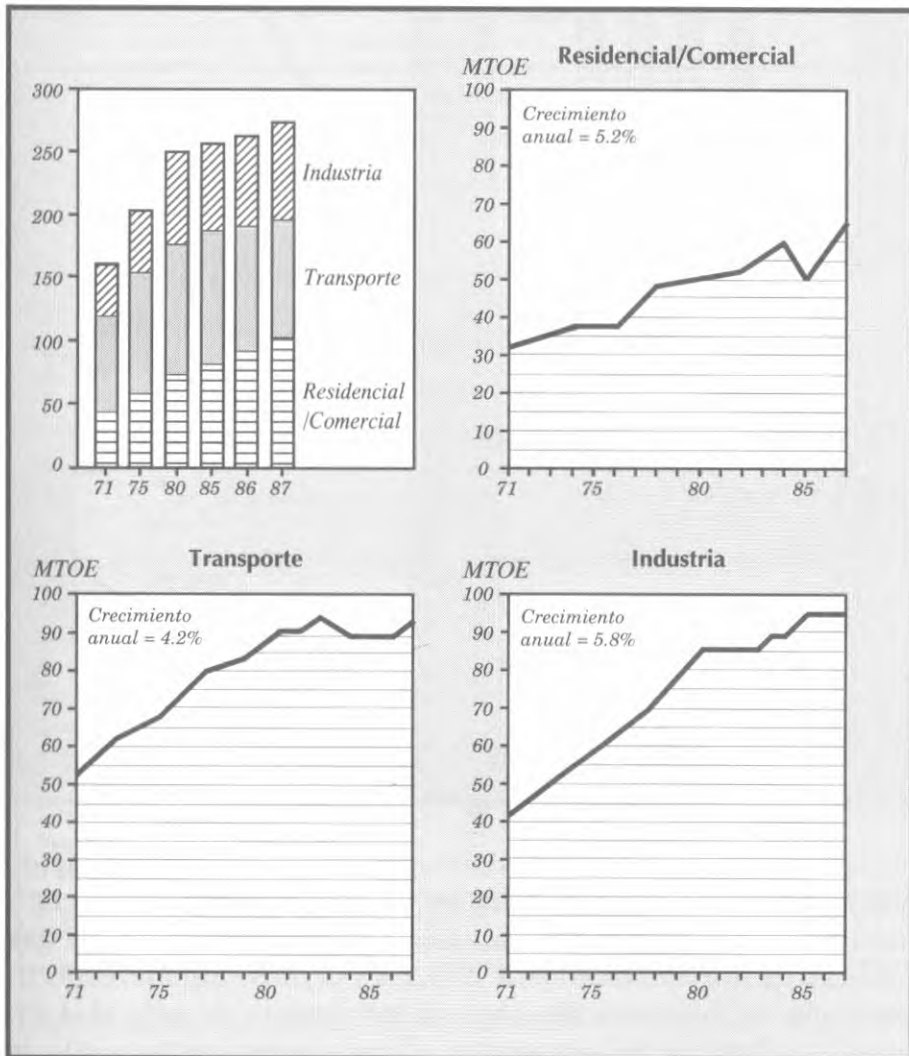 300
250
200
150
100
50
0
Industria
Transporte
Residencial
/Comercial
71 75 80 85 86 87
Residencial/Comercial
MTOE
100
90
80
70
60
50
40
30
20
10
0
Crecimiento
anual = 5.2%
71 75 80 85
Transporte
MTOE
100
90
80
70
60
50
40
30
20
10
0
Crecimiento
anual = 4.2%
71 75 80 85
Industria
MTOE
100
90
80
70
60
50
40
30
20
10
0
Crecimiento
anual = 5.8%
71 75 80 85